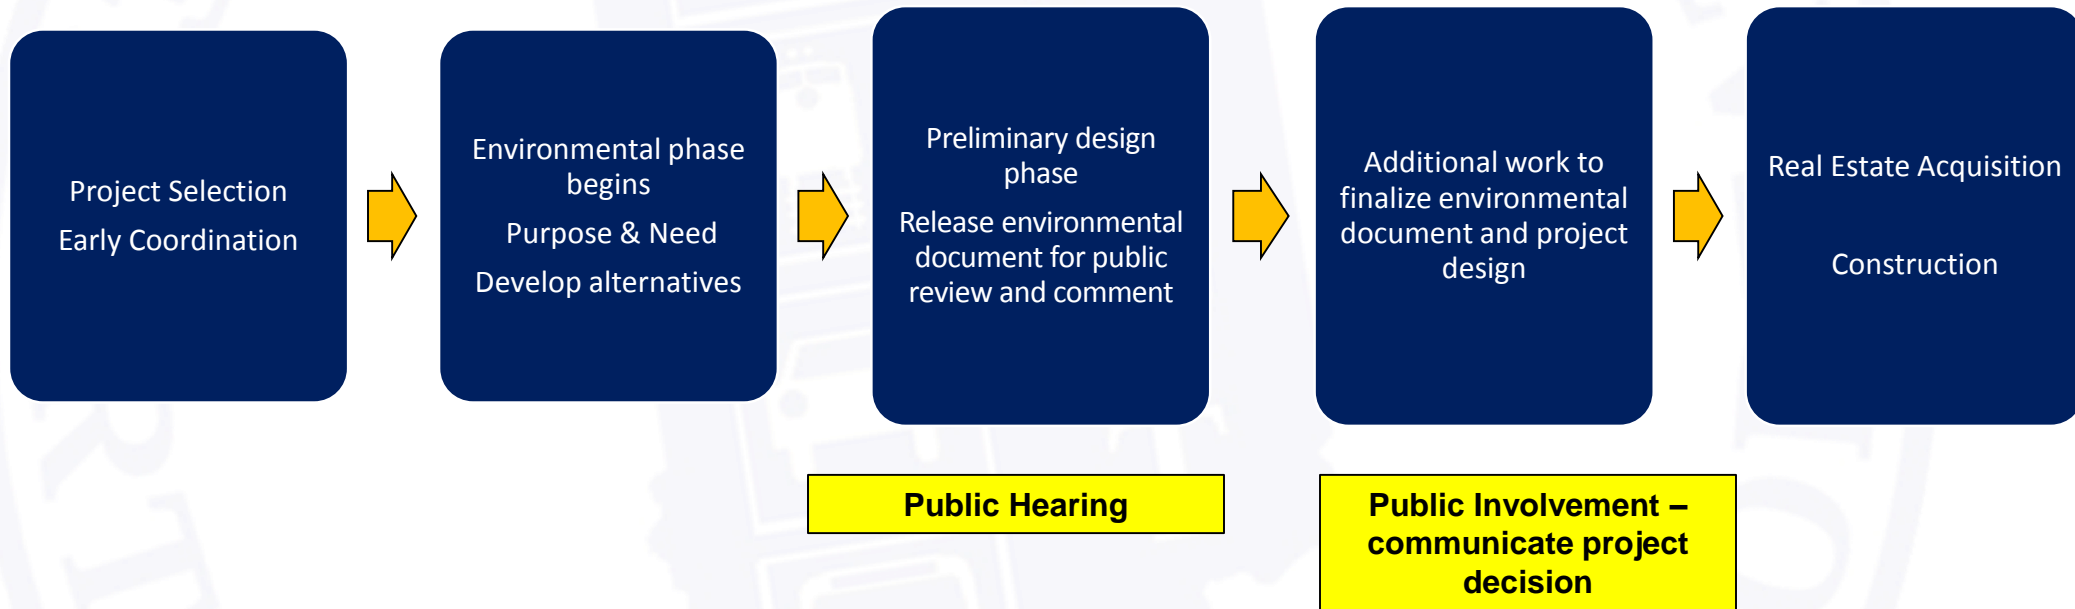 Project Selection
Early Coordination
Environmental phase
begins
Purpose & Need
Develop alternatives
Preliminary design
phase
Release environmental
document for public
review and comment
Additional work to
finalize environmental
document and project
design
Real Estate Acquisition
Construction
Public Hearing
Public Involvement –
communicate project
decision